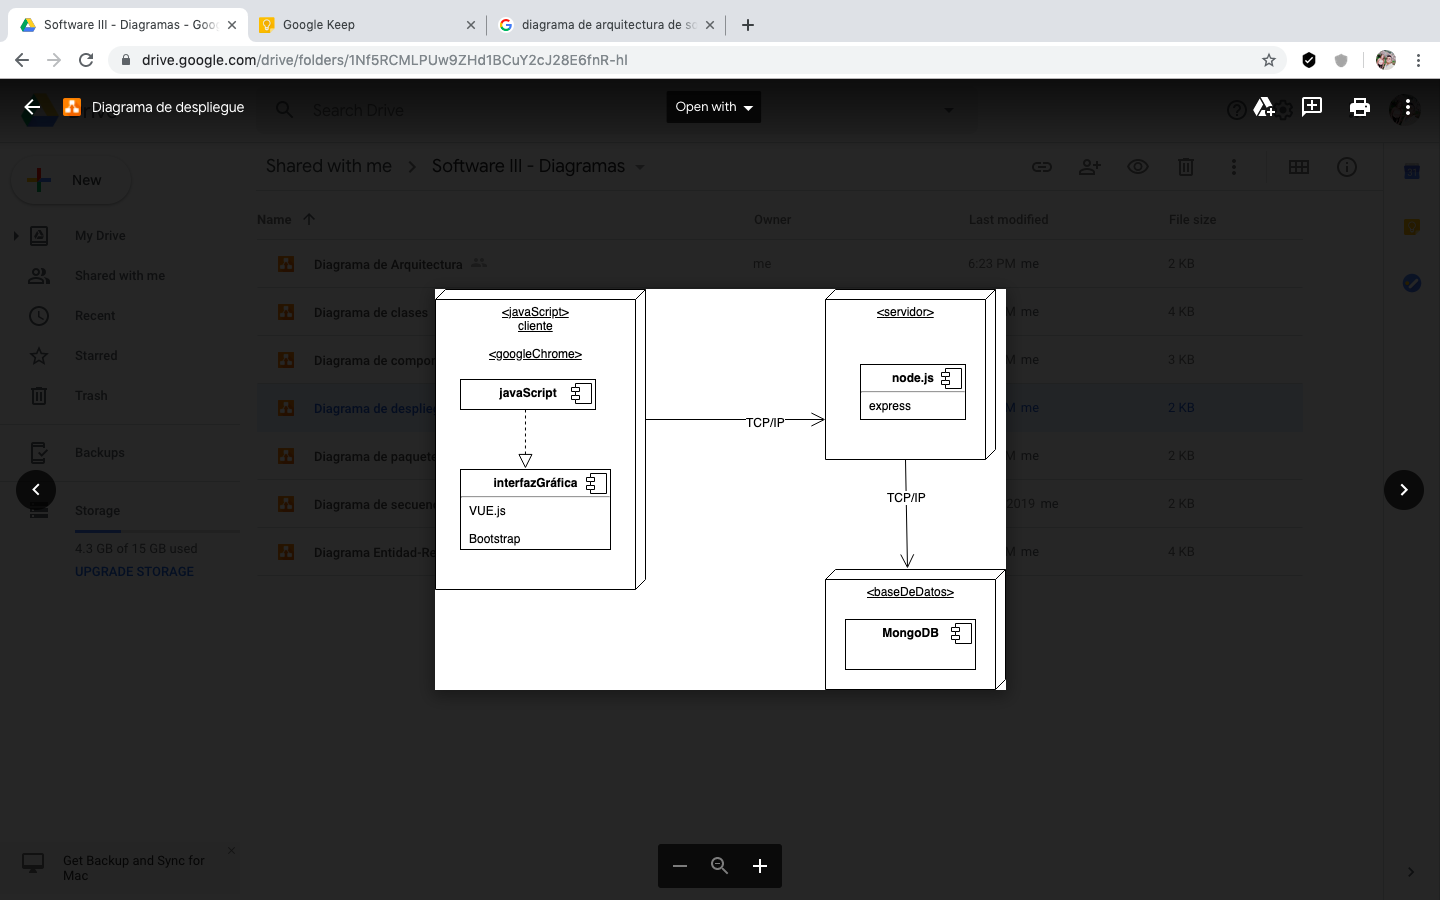 Software III - Diagramas - Goo
Google Keep
diagrama de arquitectura de so
drive.google.com/drive/folders/1Nf5RCMLPUw9ZHd1BCuY2cJ28E6fnR-hI
Diagrama de despliegue
Search Drive
Open with
New
Shared with me
Software III - Diagramas
Name
Owner
Last modified
File size
My Drive
Shared with me
Recent
Starred
Trash
Backups
Storage
4.3 GB of 15 GB used
UPGRADE STORAGE
Diagrama de Arquitectura
me
6:23 PM me
2 KB
Diagrama de clases
M me
4 KB
Diagrama de compor
M me
3 KB
Diagrama de desplie
M me
2 KB
Diagrama de paquete
M me
2 KB
Diagrama de secuen
2019 me
2 KB
Diagrama Entidad-Re
M me
4 KB
<javaScript>
cliente
<googleChrome>
javaScript
interfazGráfica
VUE.js
Bootstrap
TCP/IP
<servidor>
node.js
express
TCP/IP
<baseDeDatos>
MongoDB
Get Backup and Sync for
Mac